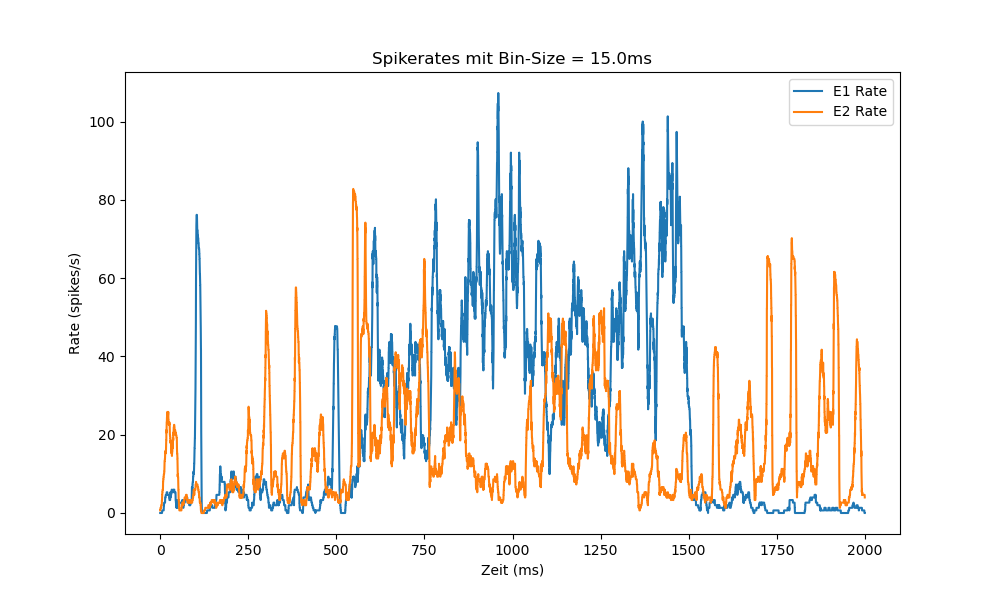 Spikerates mit Bin-Size = 15.0ms
E1 Rate
E2 Rate
100
80
60
40
20
0
Rate (spikes/s)
0 250 500 750 1000 1250 1500 1750 2000
Zeit (ms)